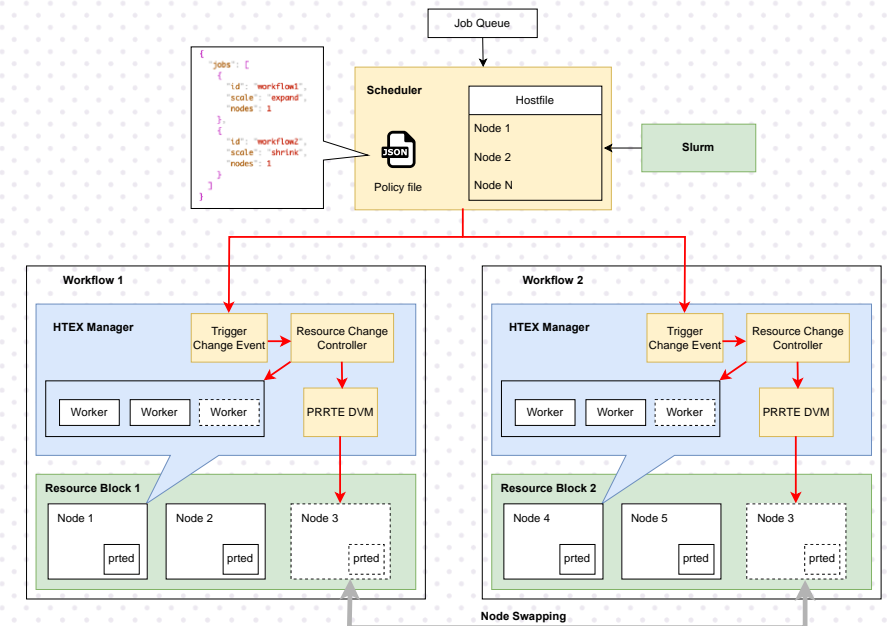 Job Queue
{
"jobs": [
{
"id": "workflow1",
"scale": "expand",
"nodes": 1
},
{
"id": "workflow2",
"scale": "shrink",
"nodes": 1
}
]
}
Scheduler
JSON
Policy file
Hostfile
Node 1
Node 2
Node N
Slurm
Workflow 1
HTEX Manager
Trigger
Change Event
Resource Change
Controller
Worker
Worker
Worker
PRRTE DVM
Resource Block 1
Node 1
prted
Node 2
prted
Node 3
prted
Workflow 2
HTEX Manager
Trigger
Change Event
Resource Change
Controller
Worker
Worker
Worker
PRRTE DVM
Resource Block 2
Node 4
prted
Node 5
prted
Node 3
prted
Node Swapping